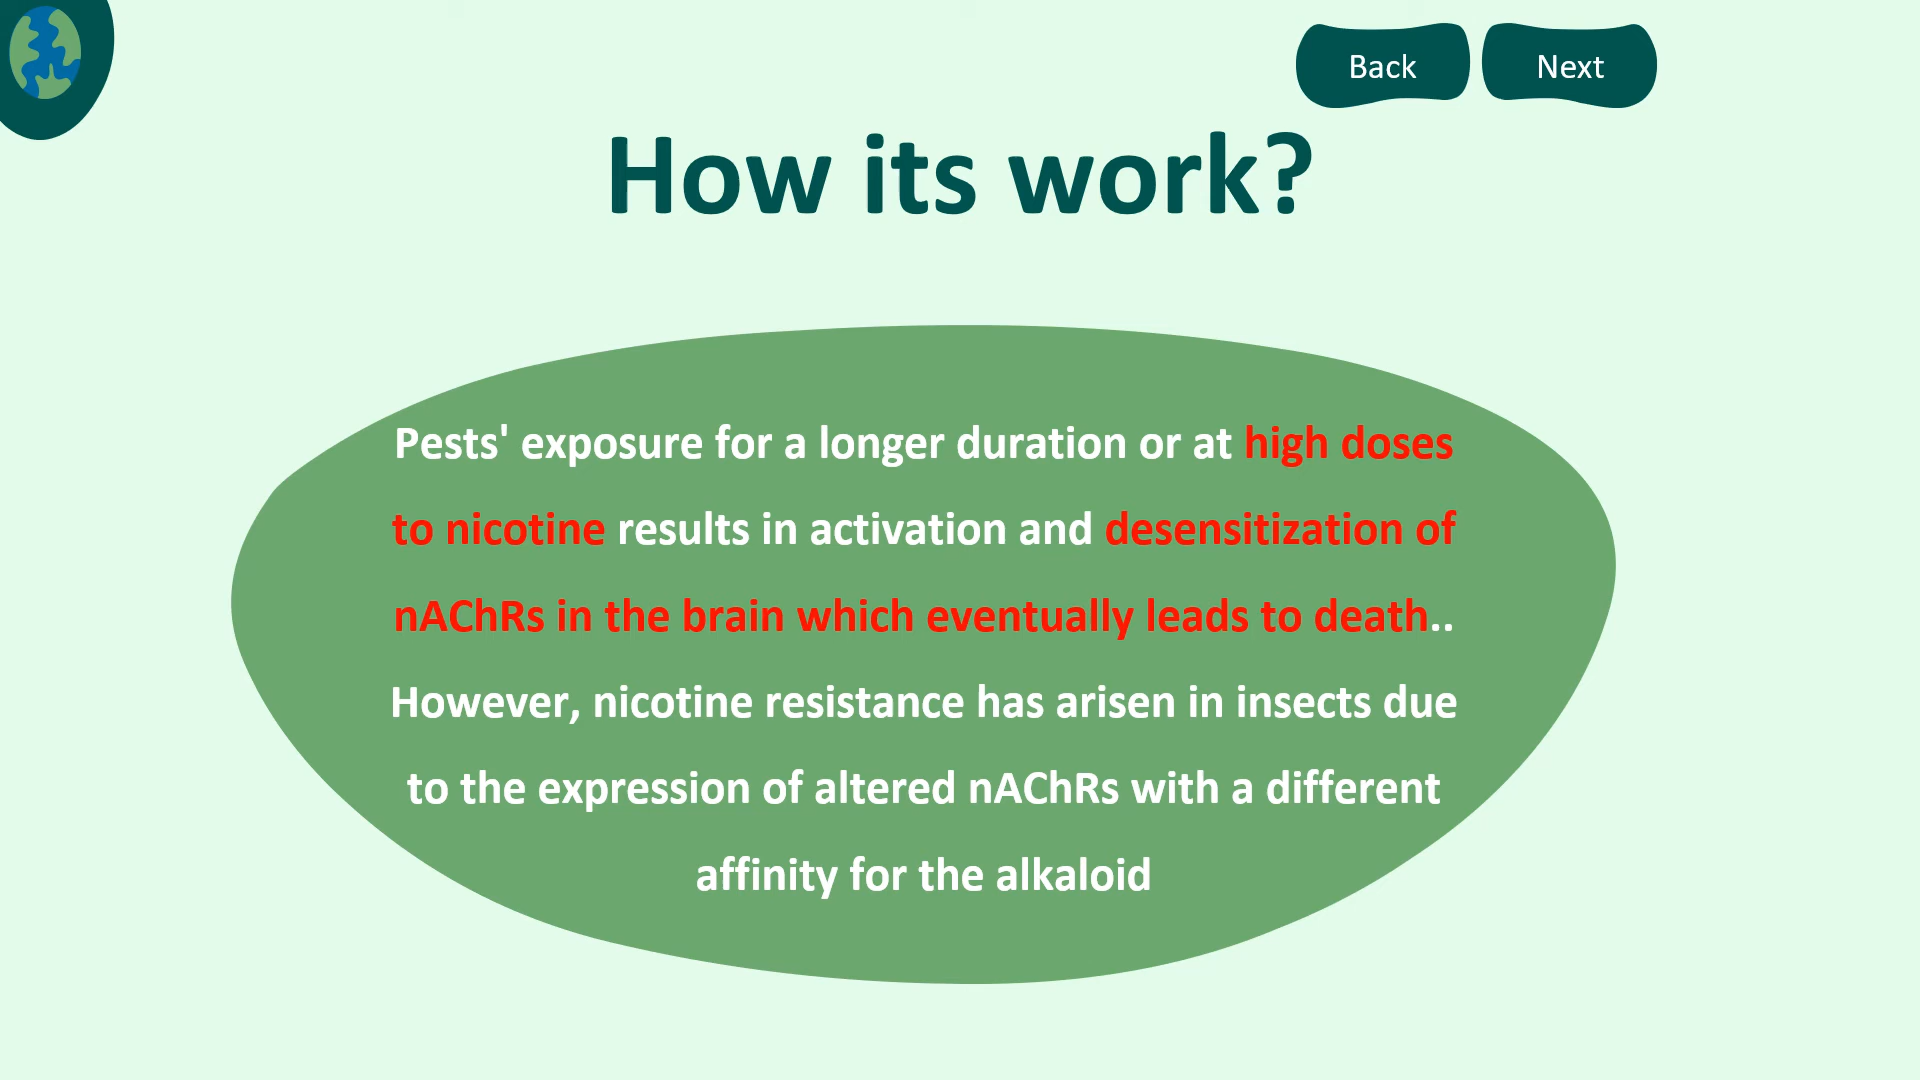 Back
Next
How its work?
Pests' exposure for a longer duration or at high doses
to nicotine results in activation and desensitization of
nAChRs in the brain which eventually leads to death..
However, nicotine resistance has arisen in insects due
to the expression of altered nAChRs with a different
affinity for the alkaloid